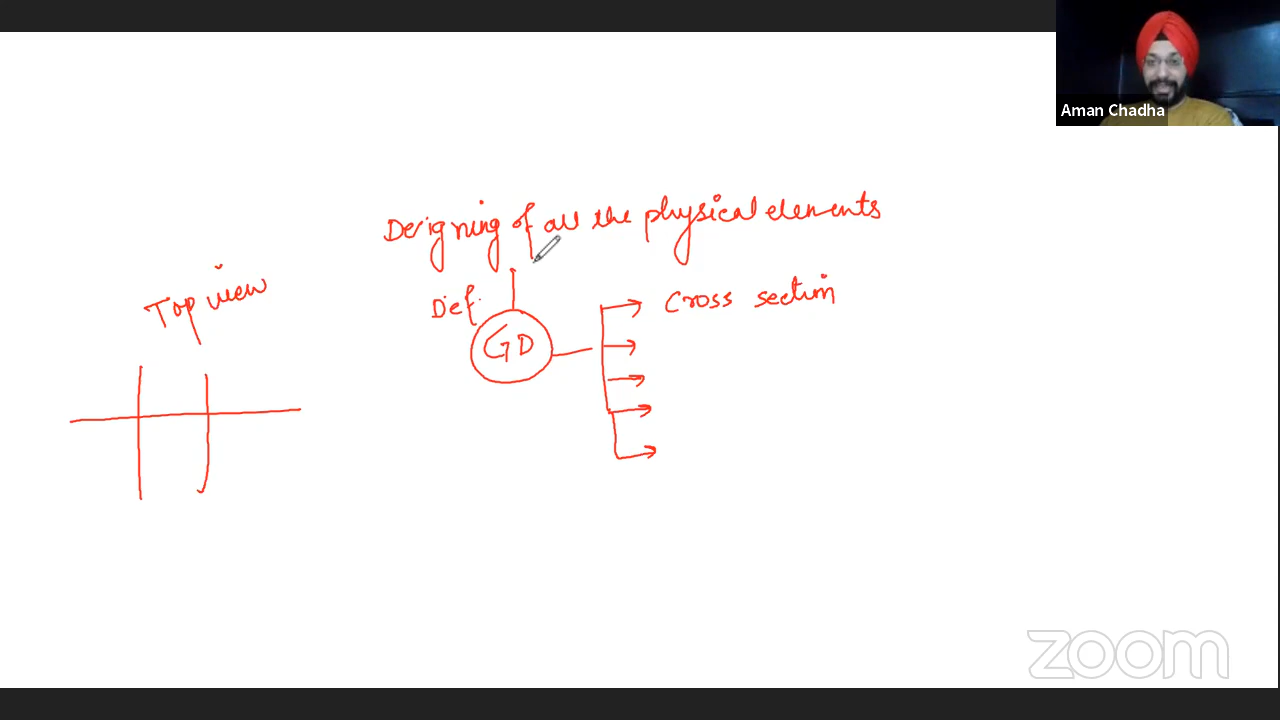 Aman Chadha
Designing of all the physical elements
Top view
Def.
Cross section
GD
zoom